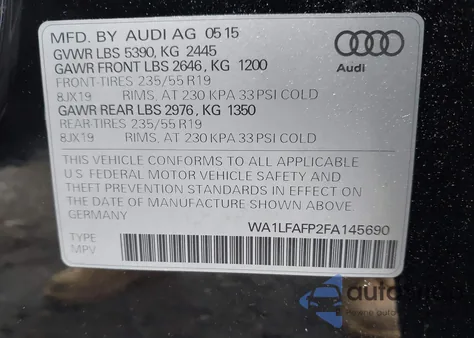 MFD. BY AUDI AG 05 15
GVWR LBS 5390, KG 2445
GAWR FRONT LBS 2646, KG 1200
FRONT-TIRES 235/55 R19
8JX19 RIMS, AT 230 KPA 33 PSI COLD
GAWR REAR LBS 2976, KG 1350
REAR-TIRES 235/55 R19
8JX19 RIMS, AT 230 KPA 33 PSI COLD
Audi
THIS VEHICLE CONFORMS TO ALL APPLICABLE
U.S FEDERAL MOTOR VEHICLE SAFETY AND
THEFT PREVENTION STANDARDS IN EFFECT ON
THE DATE OF MANUFACTURE SHOWN ABOVE.
GERMANY
WA1LFAFP2FA145690
TYPE
MPV